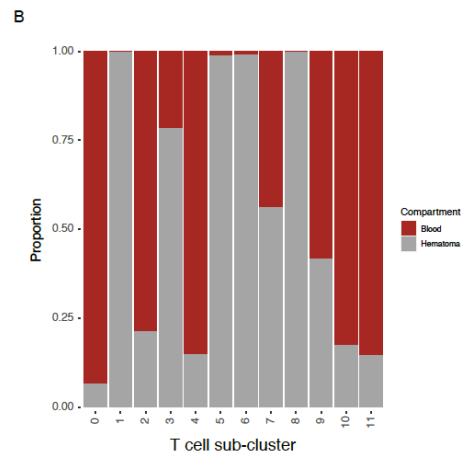 B
1.00
0.75
0.50
0.25
0.00
Proportion
0 1 2 3 4 5 6 7 8 9 10 11
T cell sub-cluster
Compartment
Blood
Hematoma